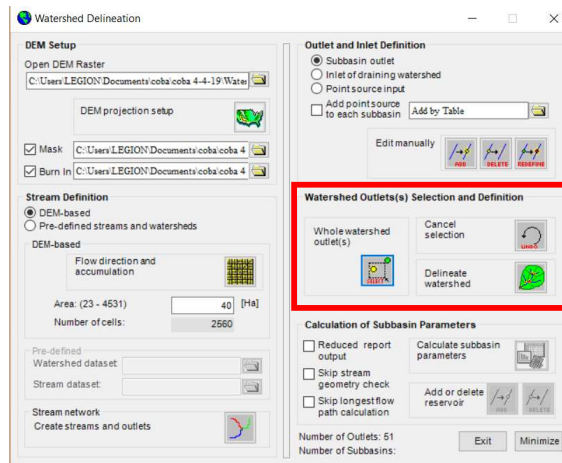 Watershed Delineation
DEM Setup
Open DEM Raster
C:\Users\LEGION\Documents\coba\coba 4-4-19\Water
DEM projection setup
Mask
C:\Users\LEGION\Documents\coba\coba 4
Burn In
C:\Users\LEGION\Documents\coba\coba 4
Stream Definition
DEM-based
Pre-defined streams and watersheds
DEM-based
Flow direction and
accumulation
Area: (23 - 4531)
40
[Ha]
Number of cells:
2560
Pre-defined
Watershed dataset:
Stream dataset:
Stream network
Create streams and outlets
Outlet and Inlet Definition
Subbasin outlet
Inlet of draining watershed
Point source input
Add point source
to each subbasin
Add by Table
Edit manually
ADD
DELETE
REDEFINE
Watershed Outlets(s) Selection and Definition
Whole watershed
outlet(s)
SELECT
Cancel
selection
UNDO
Delineate
watershed
Calculation of Subbasin Parameters
Reduced report
output
Skip stream
geometry check
Skip longest flow
path calculation
Calculate subbasin
parameters
Add or delete
reservoir
ADD
DELETE
Number of Outlets: 51
Number of Subbasins:
Exit
Minimize